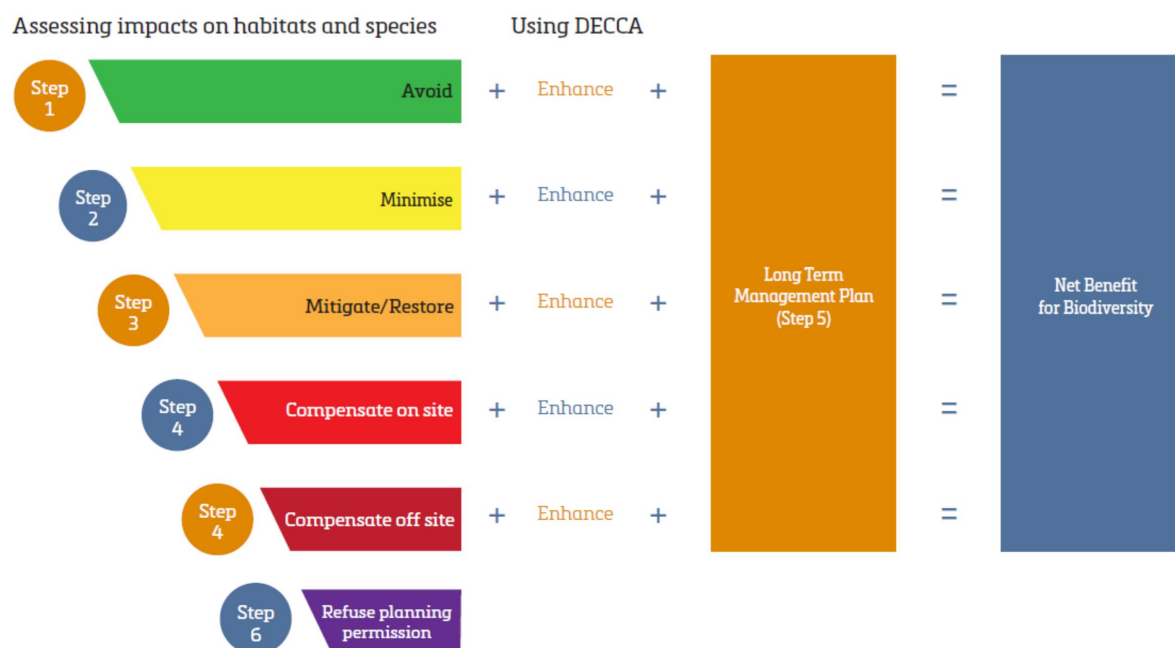 Assessing impacts on habitats and species
Using DECCA
Step
1
Avoid
+ Enhance + =
Step
2
Minimise
+ Enhance + =
Step
3
Mitigate/Restore
+ Enhance + =
Step
4
Compensate on site
+ Enhance + =
Step
4
Compensate off site
+ Enhance + =
Step
6
Refuse planning
permission
Long Term
Management Plan
(Step 5)
Net Benefit
for Biodiversity